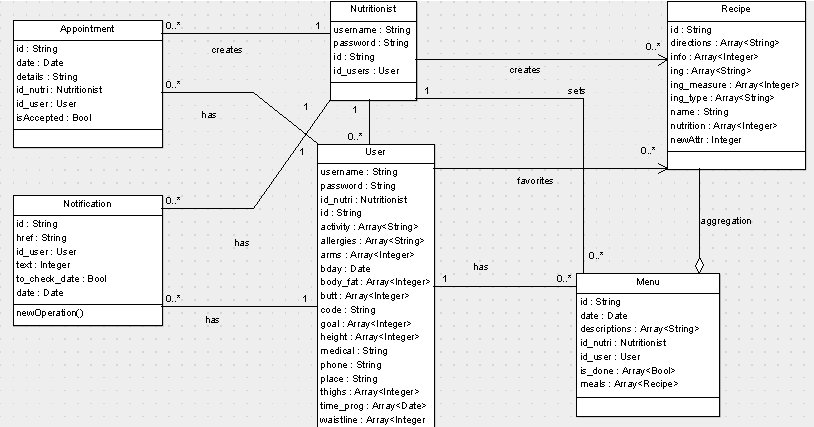 Appointment
id : String
date : Date
details : String
id_nutri : Nutritionist
id_user : User
isAccepted : Bool
0..*
1
creates
0..*
has
1
Nutritionist
username : String
password : String
id : String
id_users : User
0..*
creates
1
sets
1
1
0..*
Recipe
id : String
directions : Array<String>
info : Array<Integer>
ing : Array<String>
ing_measure : Array<Integer>
ing_type : Array<String>
name : String
nutrition : Array<Integer>
newAttr : Integer
0..*
favorites
aggregation
Notification
id : String
href : String
id_user : User
text : Integer
to_check_date : Bool
date : Date
newOperation()
0..*
has
0..*
1
has
User
username : String
password : String
id_nutri : Nutritionist
id : String
activity : Array<String>
allergies : Array<String>
arms : Array<Integer>
bday : Date
body_fat : Array<Integer>
butt : Array<Integer>
code : String
goal : Array<Integer>
height : Array<Integer>
medical : String
phone : String
place : String
thighs : Array<Integer>
time_prog : Array<Date>
waistline : Array<Integer
has
1
0..*
0..*
Menu
id : String
date : Date
descriptions : Array<String>
id_nutri : Nutritionist
id_user : User
is_done : Array<Bool>
meals : Array<Recipe>